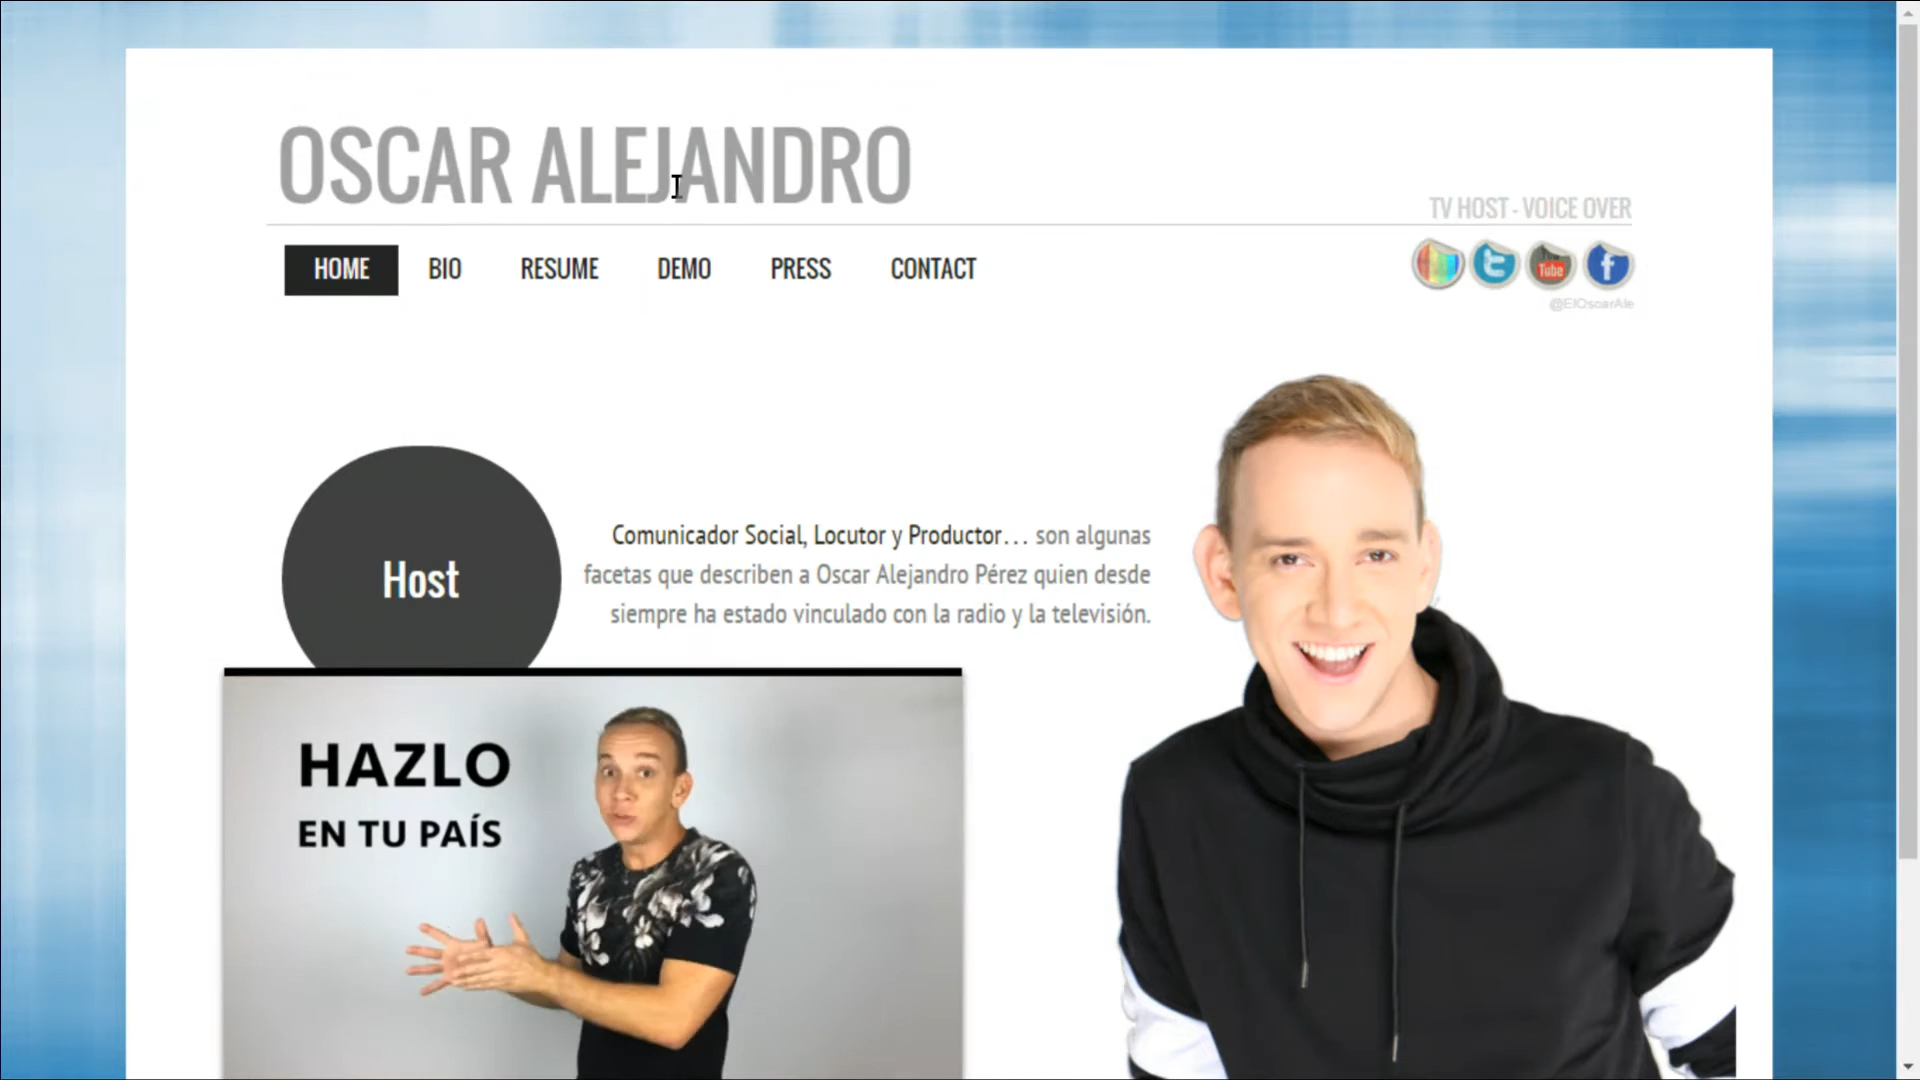 OSCAR ALEJANDRO
TV HOST - VOICE OVER
HOME BIO RESUME DEMO PRESS CONTACT
You
Tube
@ElOscarAle
Comunicador Social, Locutor y Productor... son algunas
facetas que describen a Oscar Alejandro Pérez quien desde
siempre ha estado vinculado con la radio y la televisión.
Host
HAZLO
EN TU PAÍS